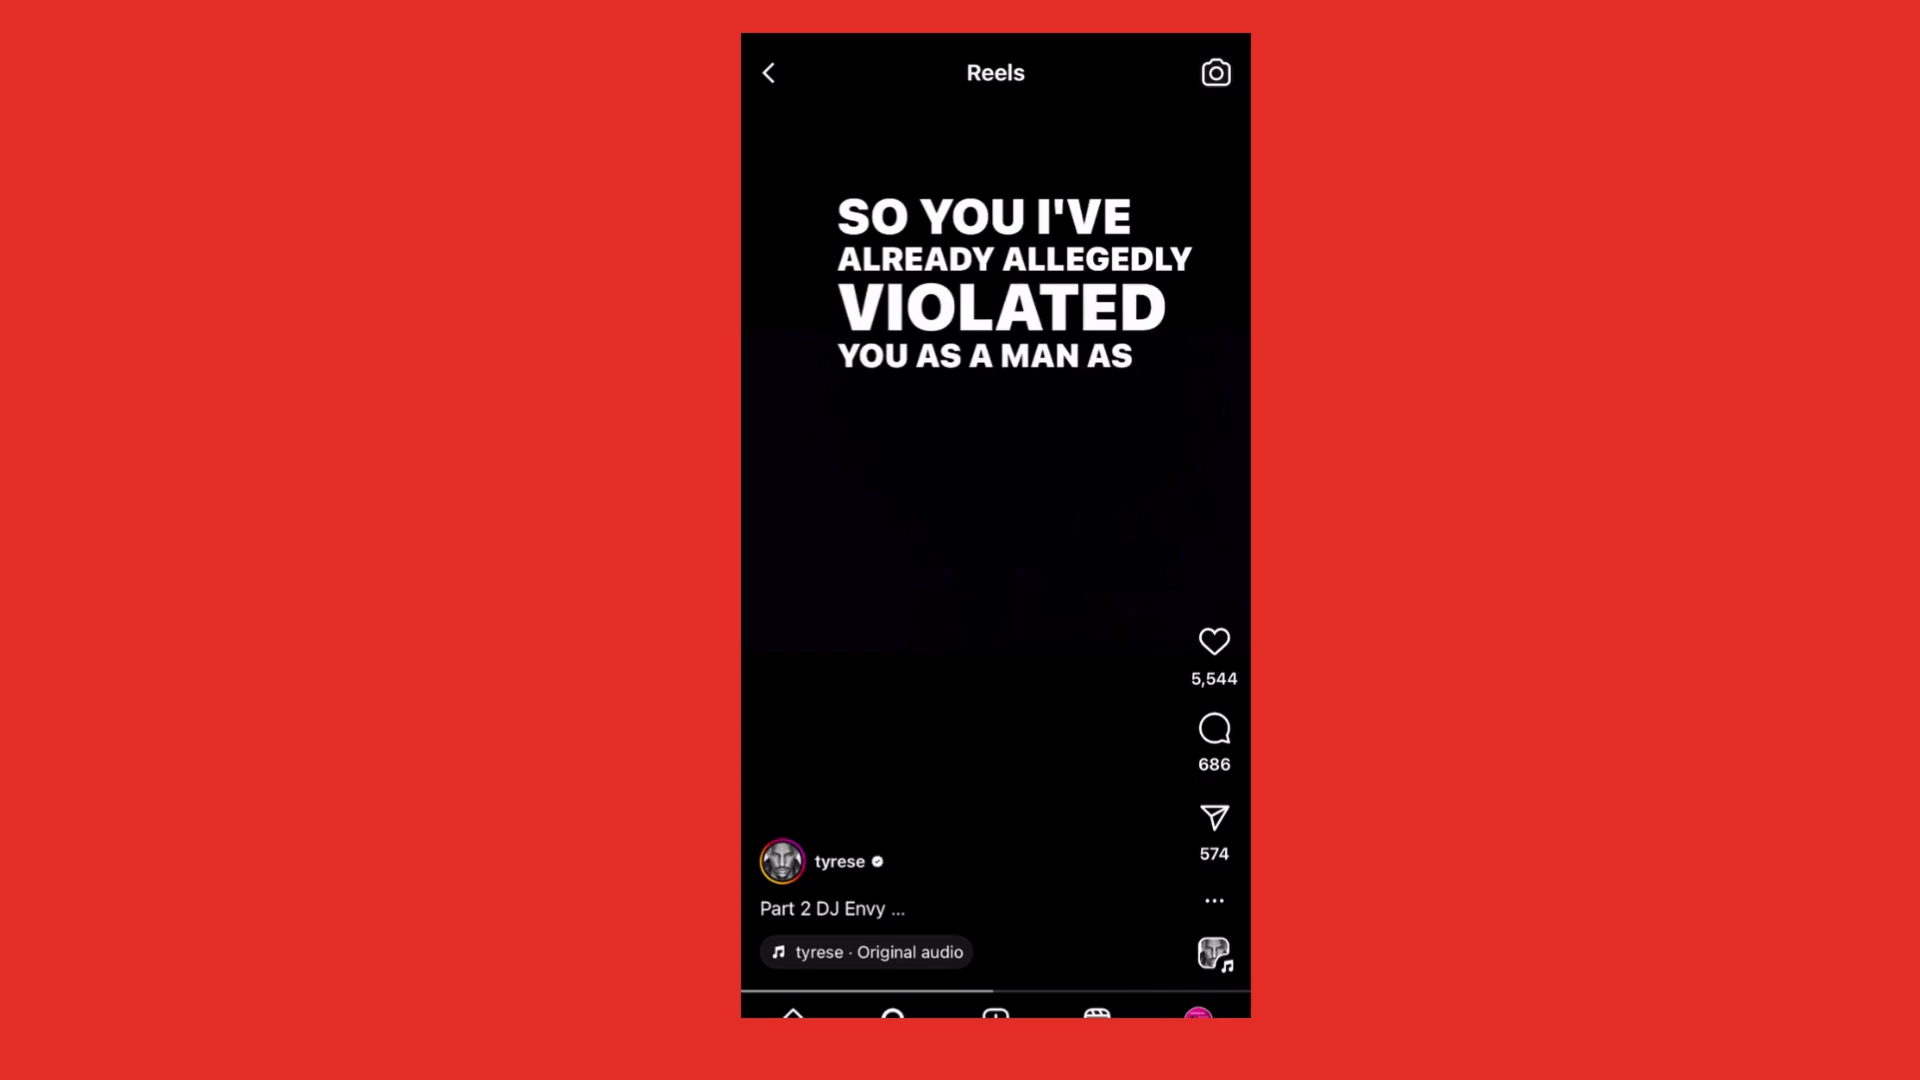 Reels
SO YOU I'VE
ALREADY ALLEGEDLY
VIOLATED
YOU AS A MAN AS
5,544
686
574
tyrese
Part 2 DJ Envy ...
tyrese · Original audio